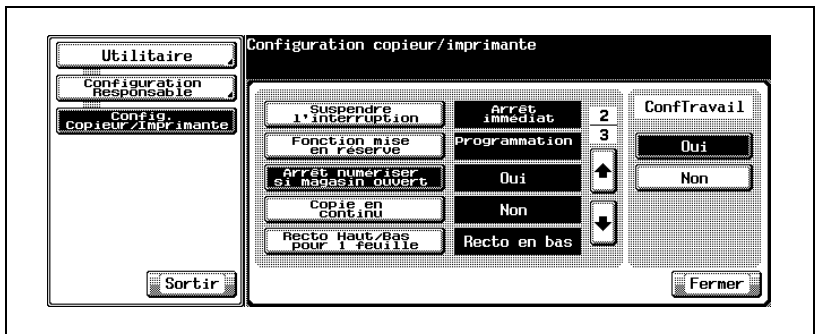 Utilitaire
Configuration
Responsable
Config.
Copieur/Imprimante
Sortir
Configuration copieur/imprimante
Suspendre
l'interruption
Arrêt
immédiat
Fonction mise
en réserve
Programmation
Arrêt numériser
si magasin ouvert
Oui
Copie en
continu
Non
Recto Haut/Bas
pour 1 feuille
Recto en bas
2
3
ConfTravail
Oui
Non
Fermer